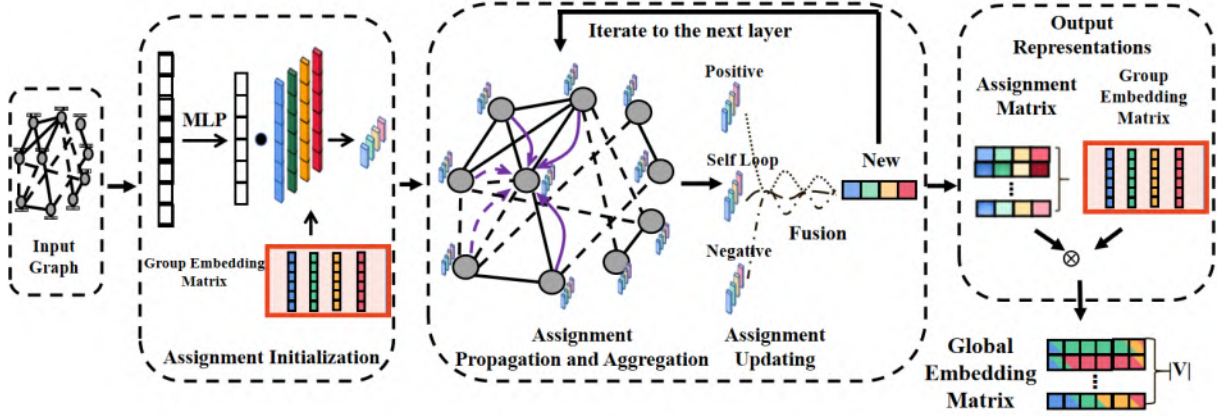 Input
Graph
MLP
Group Embedding
Matrix
Assignment Initialization
Iterate to the next layer
Positive
Self Loop
Negative
Fusion
New
Assignment
Propagation and Aggregation
Assignment
Updating
Output
Representations
Assignment
Matrix
Group
Embedding
Matrix
Global
Embedding
Matrix
|V|